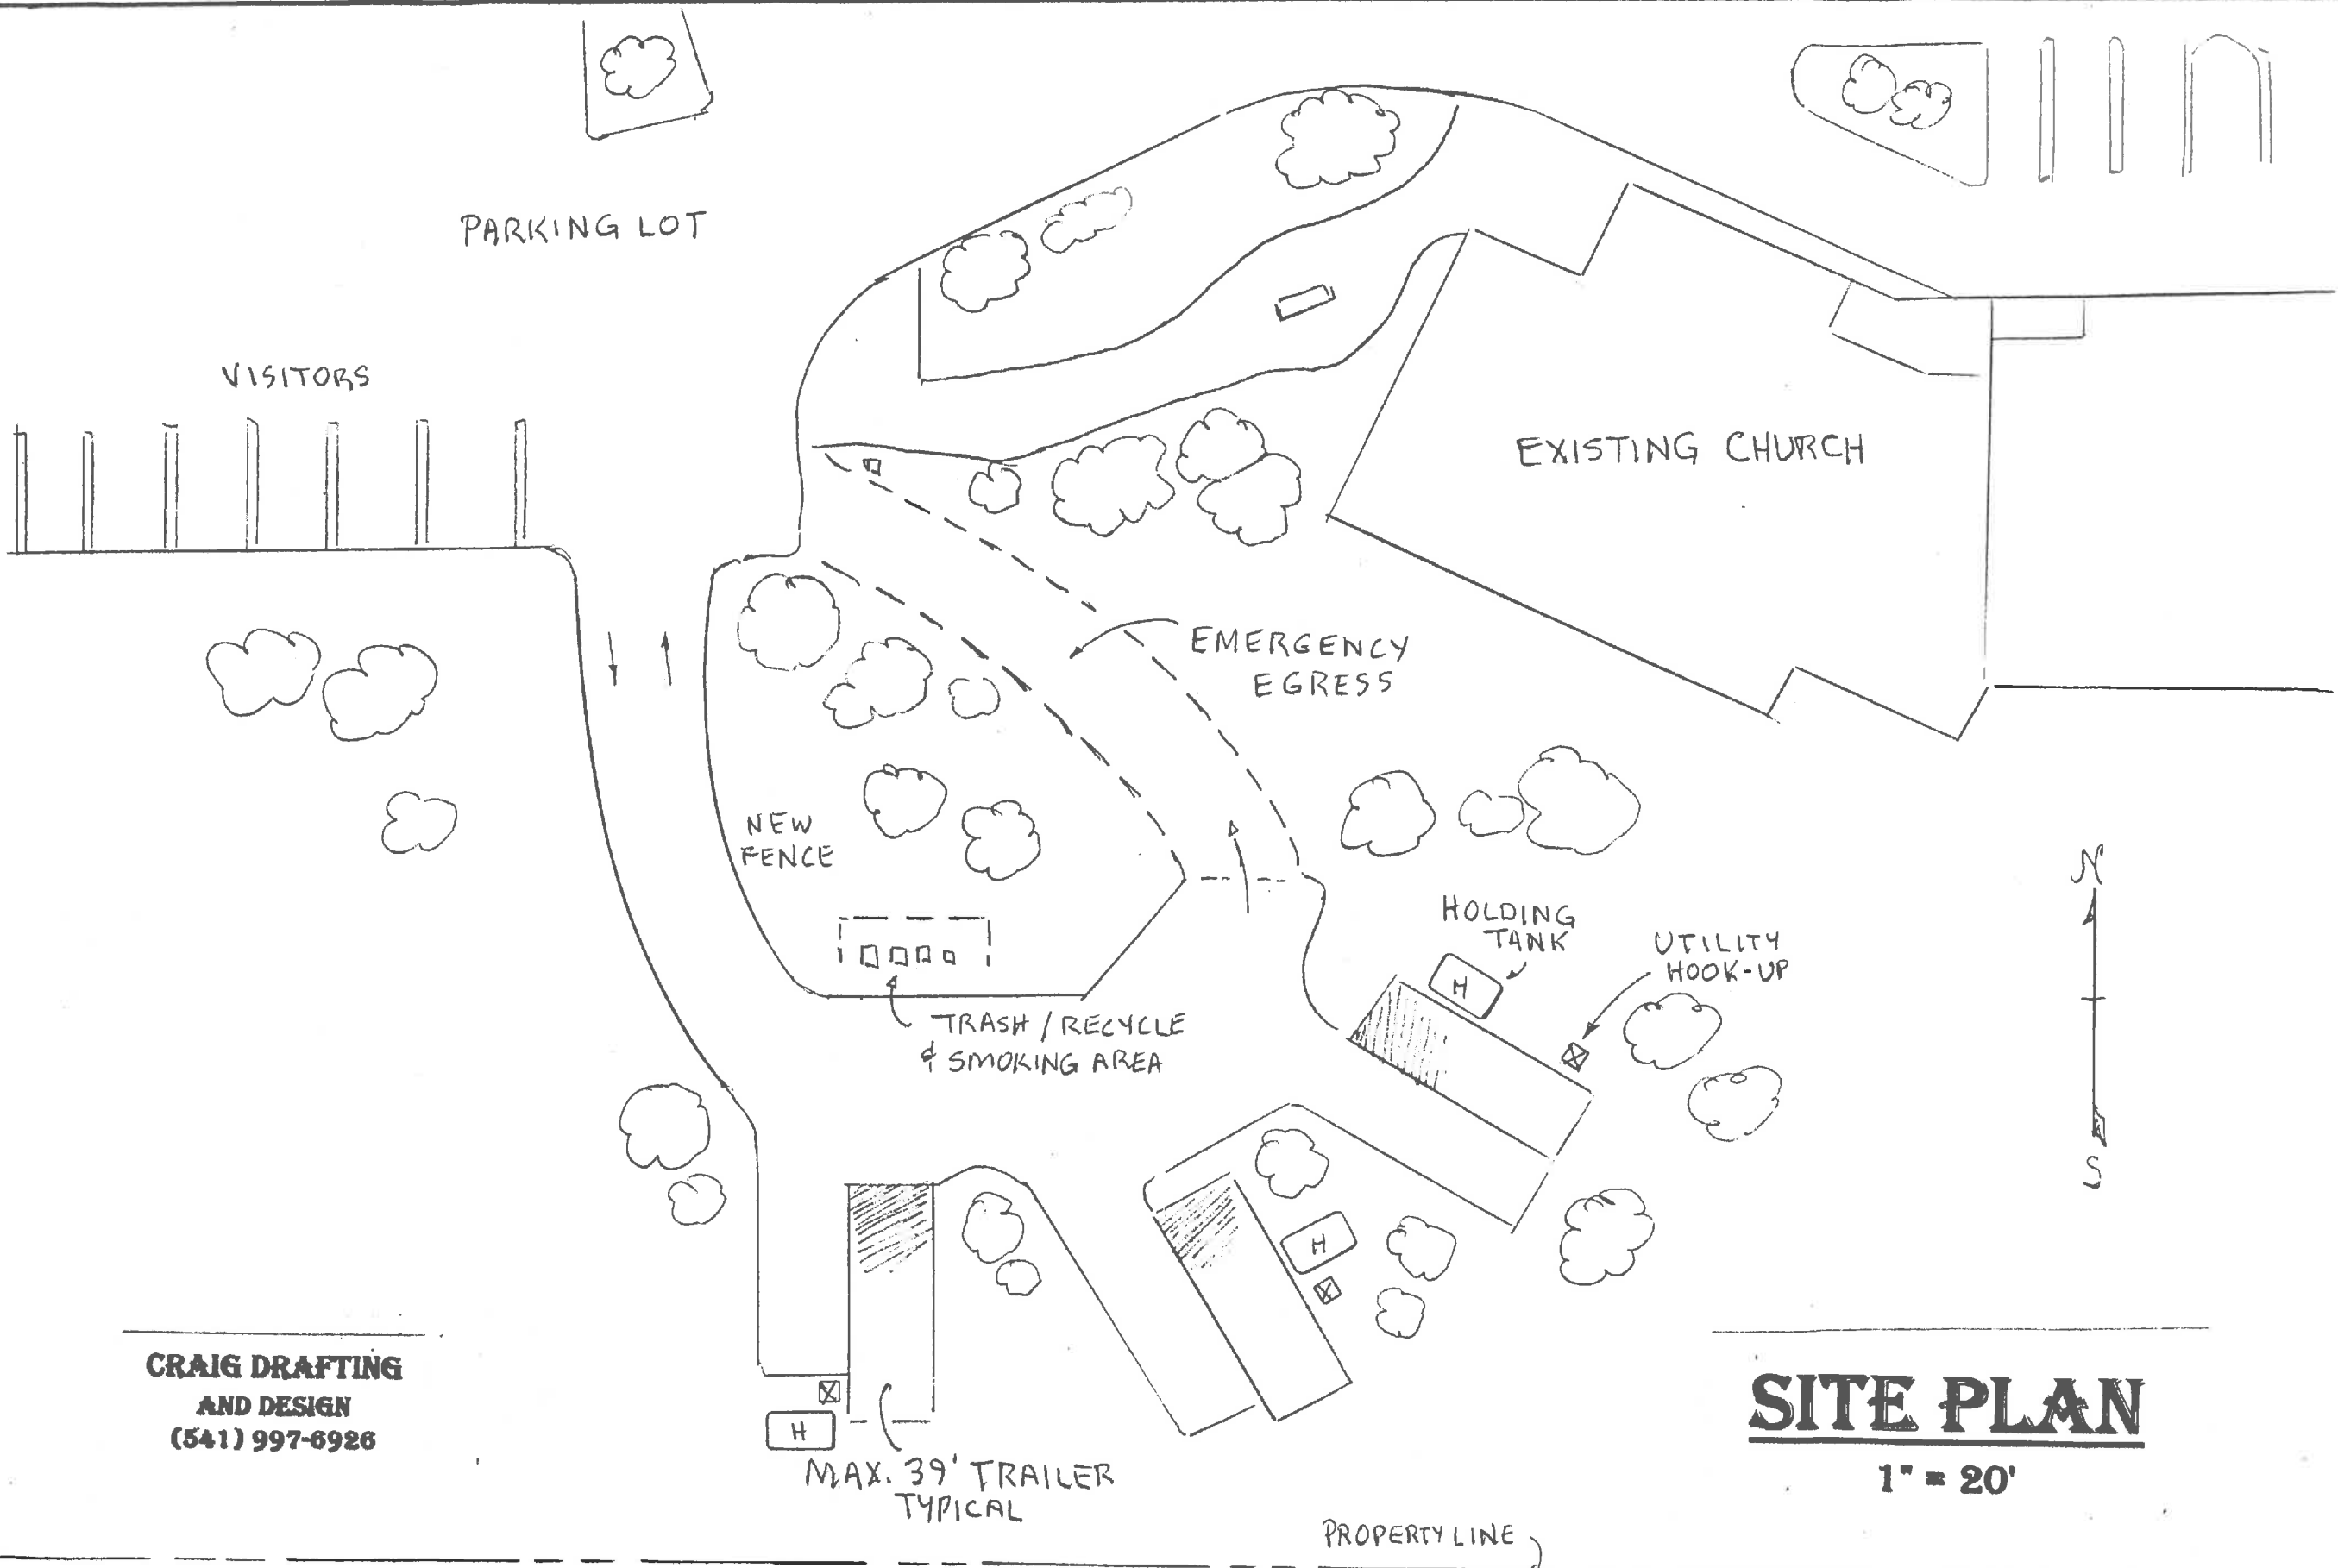 PARKING LOT
VISITORS
EXISTING CHURCH
EMERGENCY
EGRESS
NEW
FENCE
HOLDING
TANK
UTILITY
HOOK-UP
H
N
S
TRASH / RECYCLE
& SMOKING AREA
H
H
MAX. 39' TRAILER
TYPICAL
CRAIG DRAFTING
AND DESIGN
(541) 997-6926
SITE PLAN
1" = 20'
PROPERTY LINE